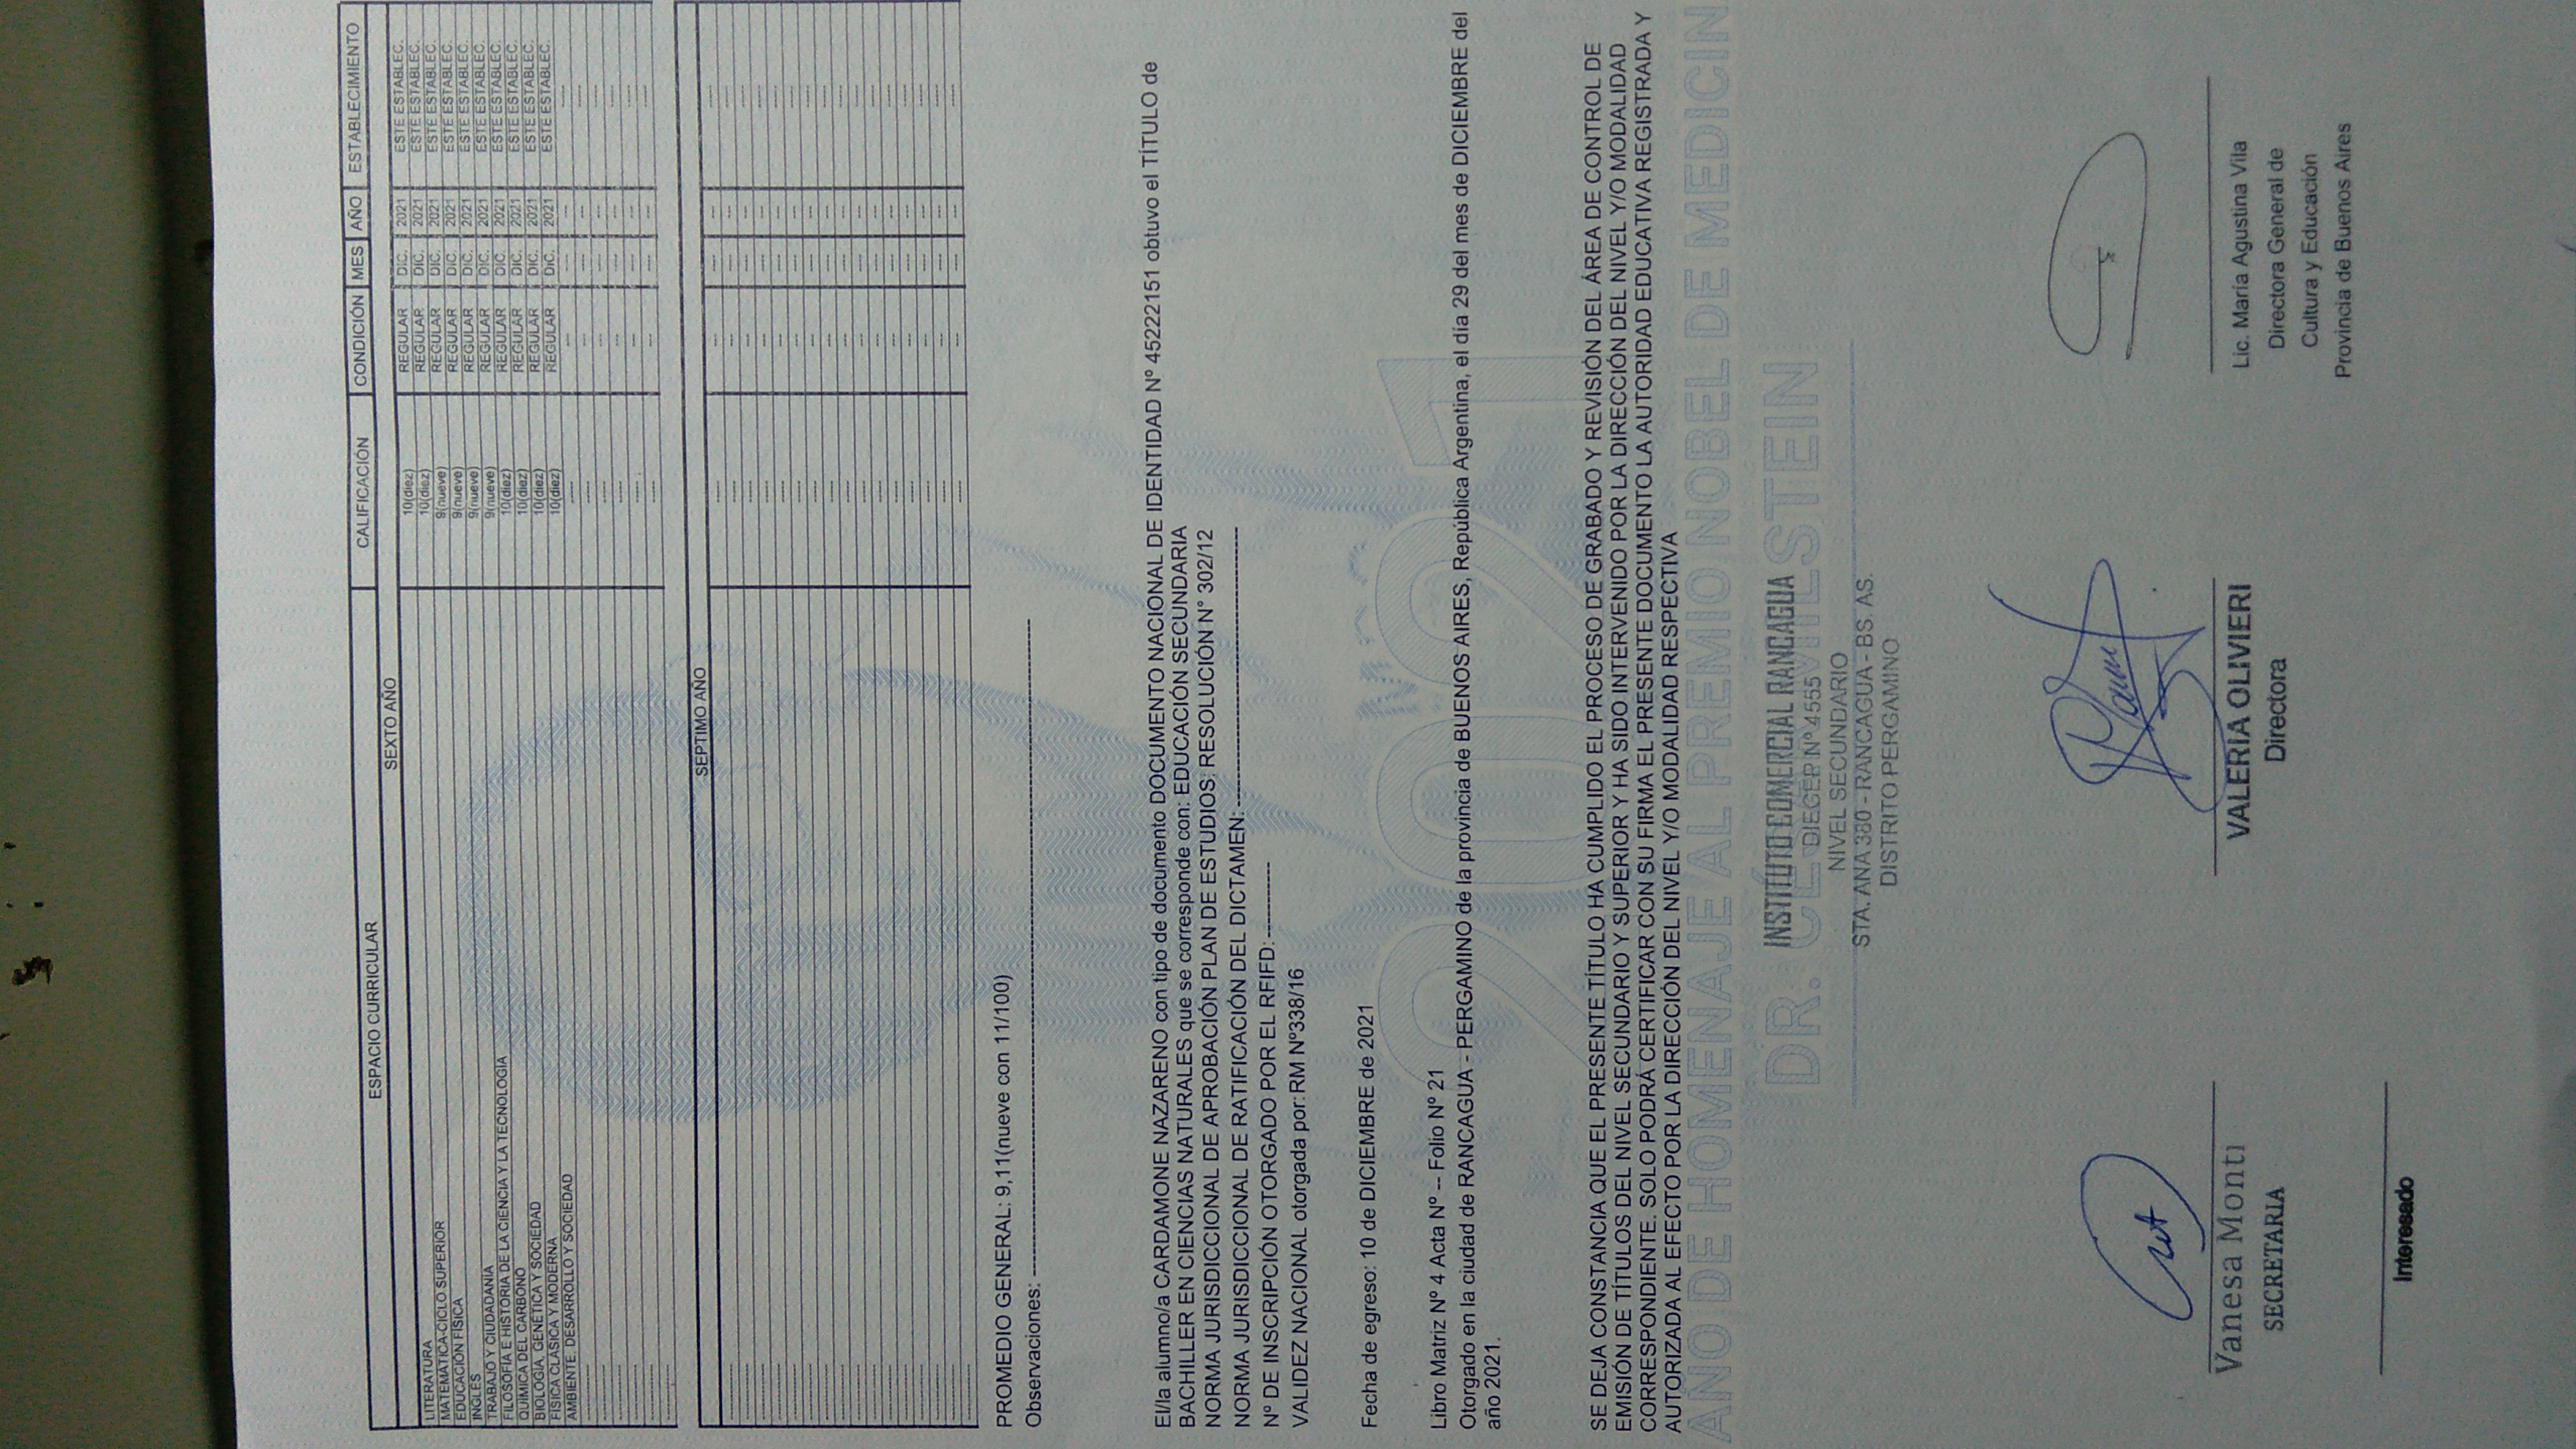 ESPACIO CURRICULAR CALIFICACIÓN CONDICIÓN MES AÑO ESTABLECIMIENTO
SEXTO AÑO
LITERATURA 10(diez) REGULAR DIC. 2021 ESTE ESTABLEC.
MATEMÁTICA-CICLO SUPERIOR 10(diez) REGULAR DIC. 2021 ESTE ESTABLEC.
EDUCACIÓN FÍSICA 9(nueve) REGULAR DIC. 2021 ESTE ESTABLEC.
INGLÉS 9(nueve) REGULAR DIC. 2021 ESTE ESTABLEC.
TRABAJO Y CIUDADANÍA 9(nueve) REGULAR DIC. 2021 ESTE ESTABLEC.
FILOSOFÍA E HISTORIA DE LA CIENCIA Y LA TECNOLOGÍA 9(nueve) REGULAR DIC. 2021 ESTE ESTABLEC.
QUÍMICA DEL CARBONO 10(diez) REGULAR DIC. 2021 ESTE ESTABLEC.
BIOLOGÍA, GENÉTICA Y SOCIEDAD 10(diez) REGULAR DIC. 2021 ESTE ESTABLEC.
FÍSICA CLÁSICA Y MODERNA 10(diez) REGULAR DIC. 2021 ESTE ESTABLEC.
AMBIENTE, DESARROLLO Y SOCIEDAD 10(diez) REGULAR DIC. 2021 ESTE ESTABLEC.
SEPTIMO AÑO
PROMEDIO GENERAL: 9,11(nueve con 11/100)
Observaciones: ------------------------------------------------------------
El/la alumno/a CARDAMONE NAZARENO con tipo de documento DOCUMENTO NACIONAL DE IDENTIDAD Nº 45222151 obtuvo el TÍTULO de
BACHILLER EN CIENCIAS NATURALES que se corresponde con: EDUCACIÓN SECUNDARIA
NORMA JURISDICCIONAL DE APROBACIÓN PLAN DE ESTUDIOS: RESOLUCIÓN N° 302/12
NORMA JURISDICCIONAL DE RATIFICACIÓN DEL DICTAMEN: ----------------------------------------
Nº DE INSCRIPCIÓN OTORGADO POR EL RFIFD: -----------
VALIDEZ NACIONAL otorgada por: RM Nº338/16
Fecha de egreso: 10 de DICIEMBRE de 2021
2021
Libro Matriz Nº 4 Acta Nº -- Folio Nº 21
Otorgado en la ciudad de RANCAGUA - PERGAMINO de la provincia de BUENOS AIRES, República Argentina, el día 29 del mes de DICIEMBRE del
año 2021.
SE DEJA CONSTANCIA QUE EL PRESENTE TÍTULO HA CUMPLIDO EL PROCESO DE GRABADO Y REVISIÓN DEL ÁREA DE CONTROL DE
EMISIÓN DE TÍTULOS DEL NIVEL SECUNDARIO Y SUPERIOR Y HA SIDO INTERVENIDO POR LA DIRECCIÓN DEL NIVEL Y/O MODALIDAD
CORRESPONDIENTE. SOLO PODRÁ CERTIFICAR CON SU FIRMA EL PRESENTE DOCUMENTO LA AUTORIDAD EDUCATIVA REGISTRADA Y
AUTORIZADA AL EFECTO POR LA DIRECCIÓN DEL NIVEL Y/O MODALIDAD RESPECTIVA
AÑO DE HOMENAJE AL PREMIO NOBEL DE MEDICIN
DR. CÉSAR MILSTEIN
INSTITUTO COMERCIAL RANCAGUA
DIEGEP Nº 4555
NIVEL SECUNDARIO
STA. ANA 380 - RANCAGUA - BS. AS.
DISTRITO PERGAMINO
Vanesa Monti
SECRETARIA
VALERIA OLIVIERI
Directora
Lic. María Agustina Vila
Directora General de
Cultura y Educación
Provincia de Buenos Aires
Interesado